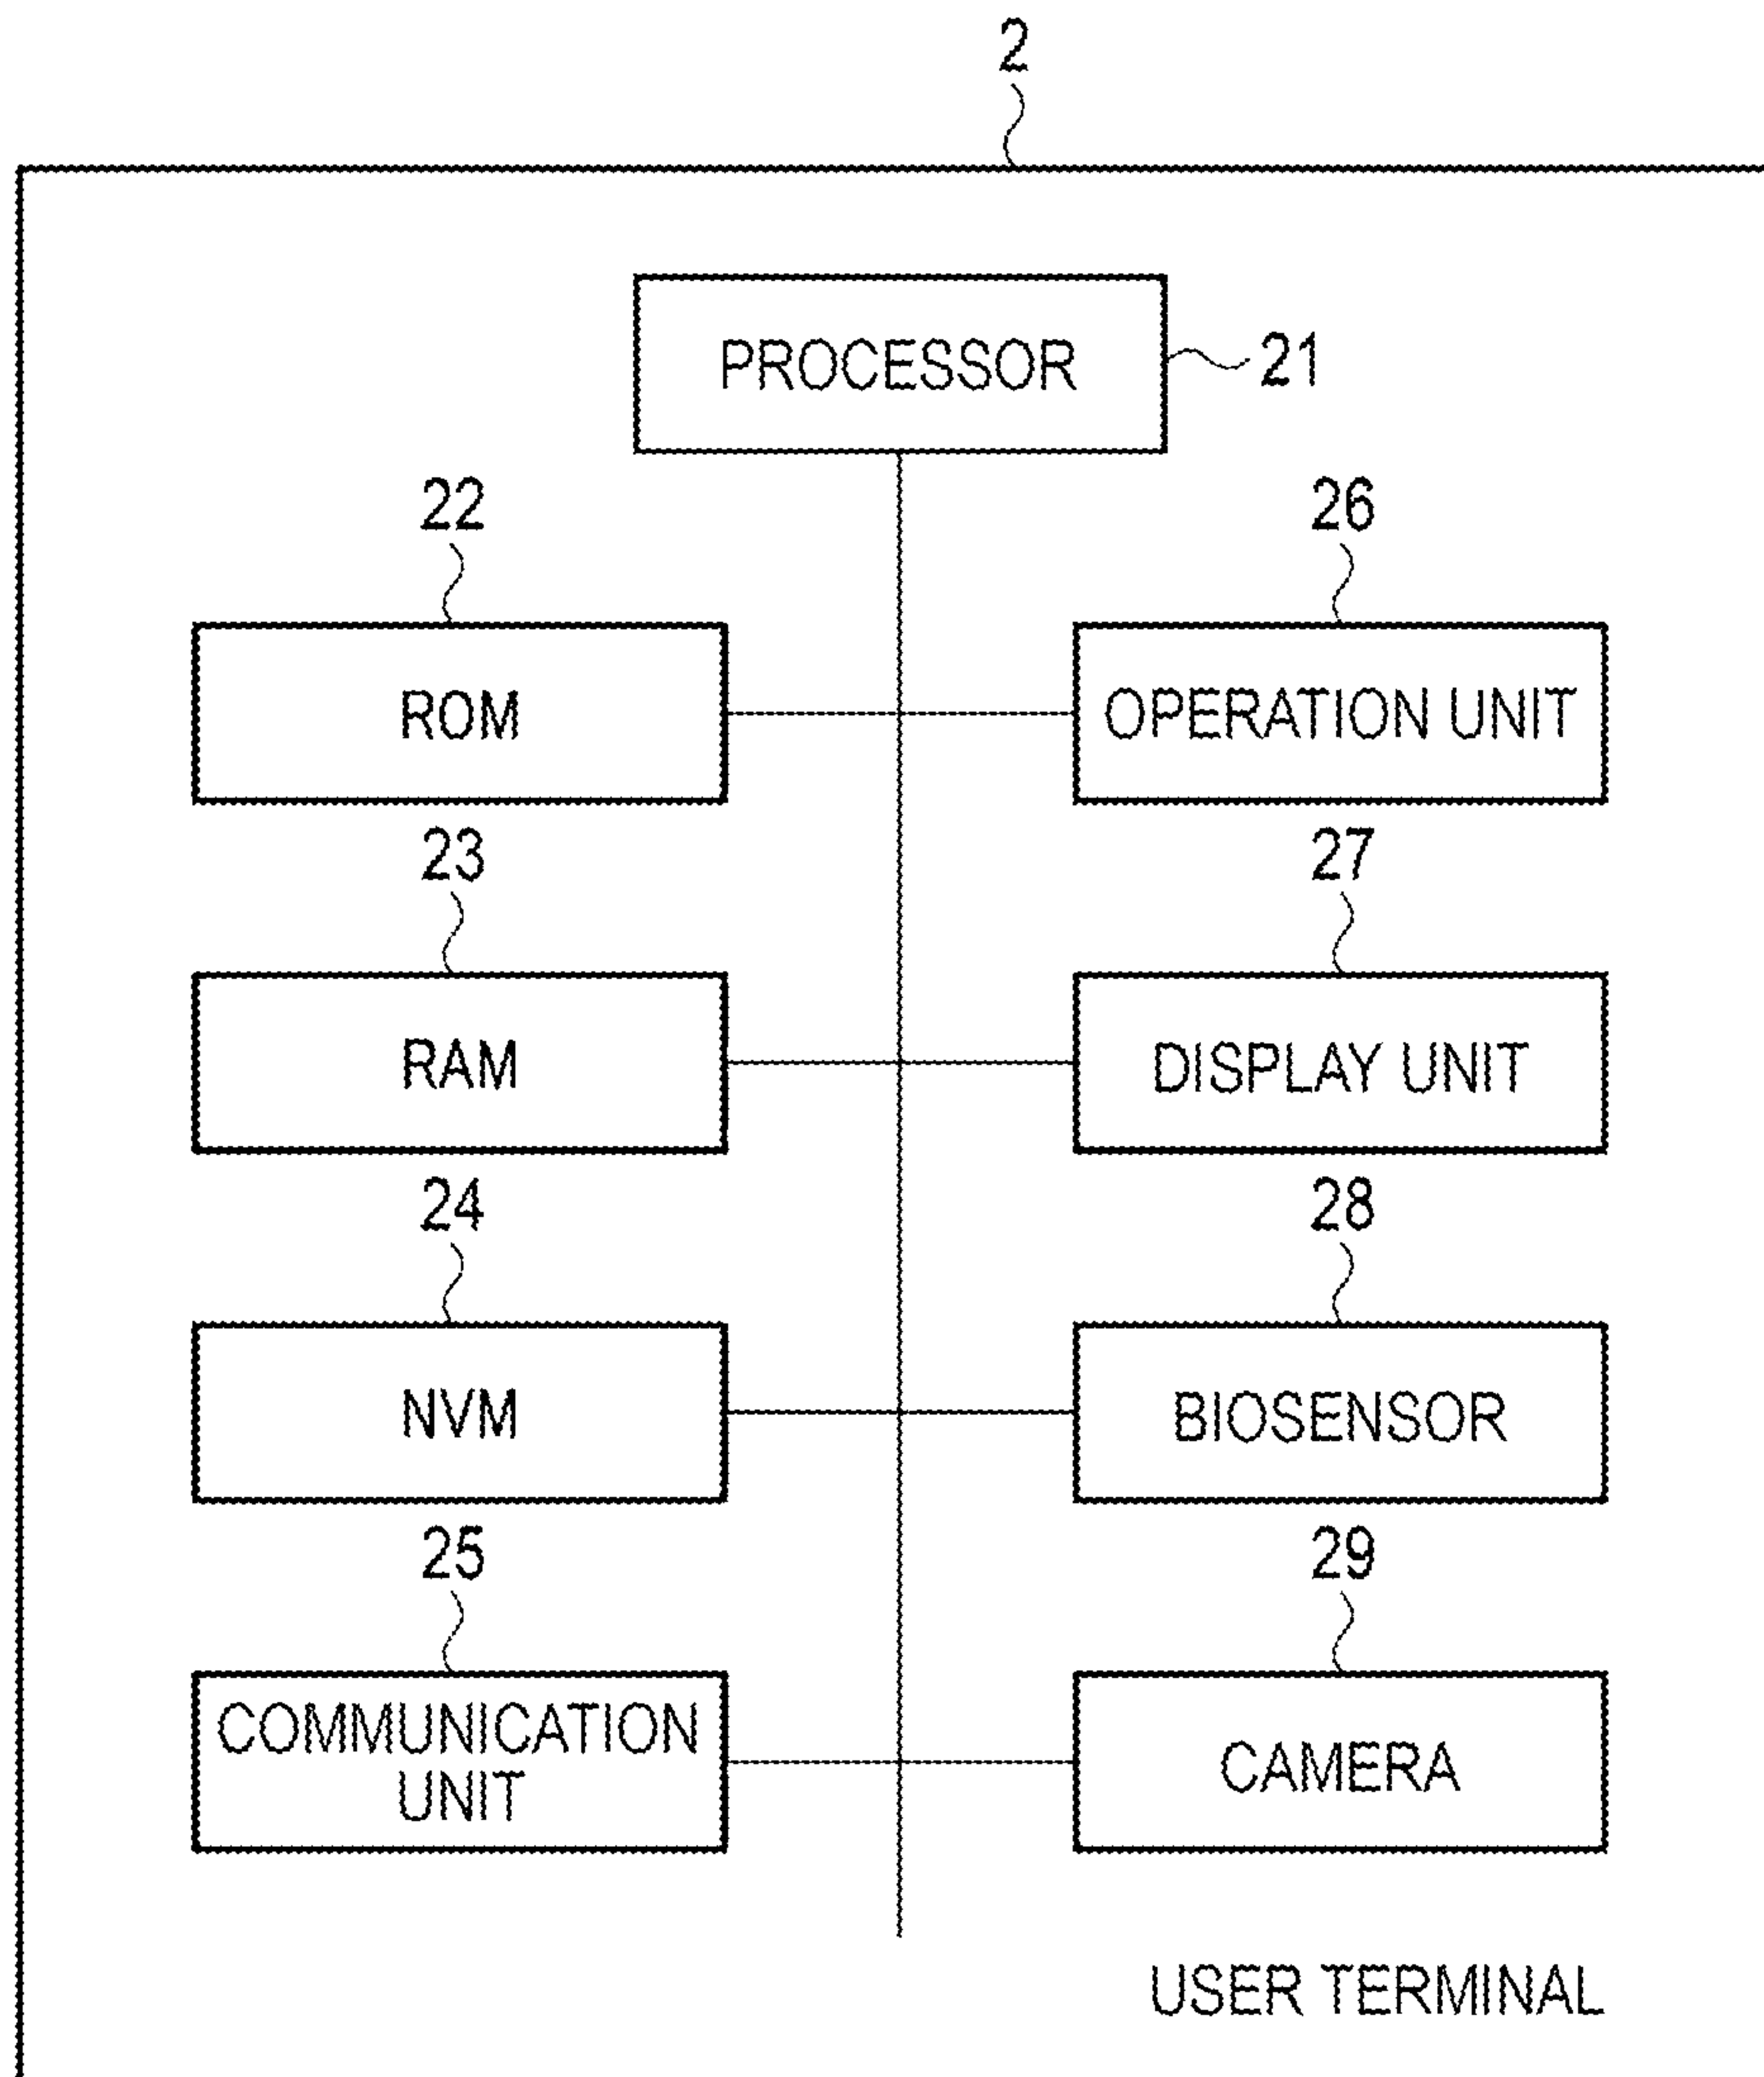 2
PROCESSOR
21
22
26
ROM
OPERATION UNIT
23
27
RAM
DISPLAY UNIT
24
28
NVM
BIOSENSOR
25
29
COMMUNICATION
UNIT
CAMERA
USER TERMINAL